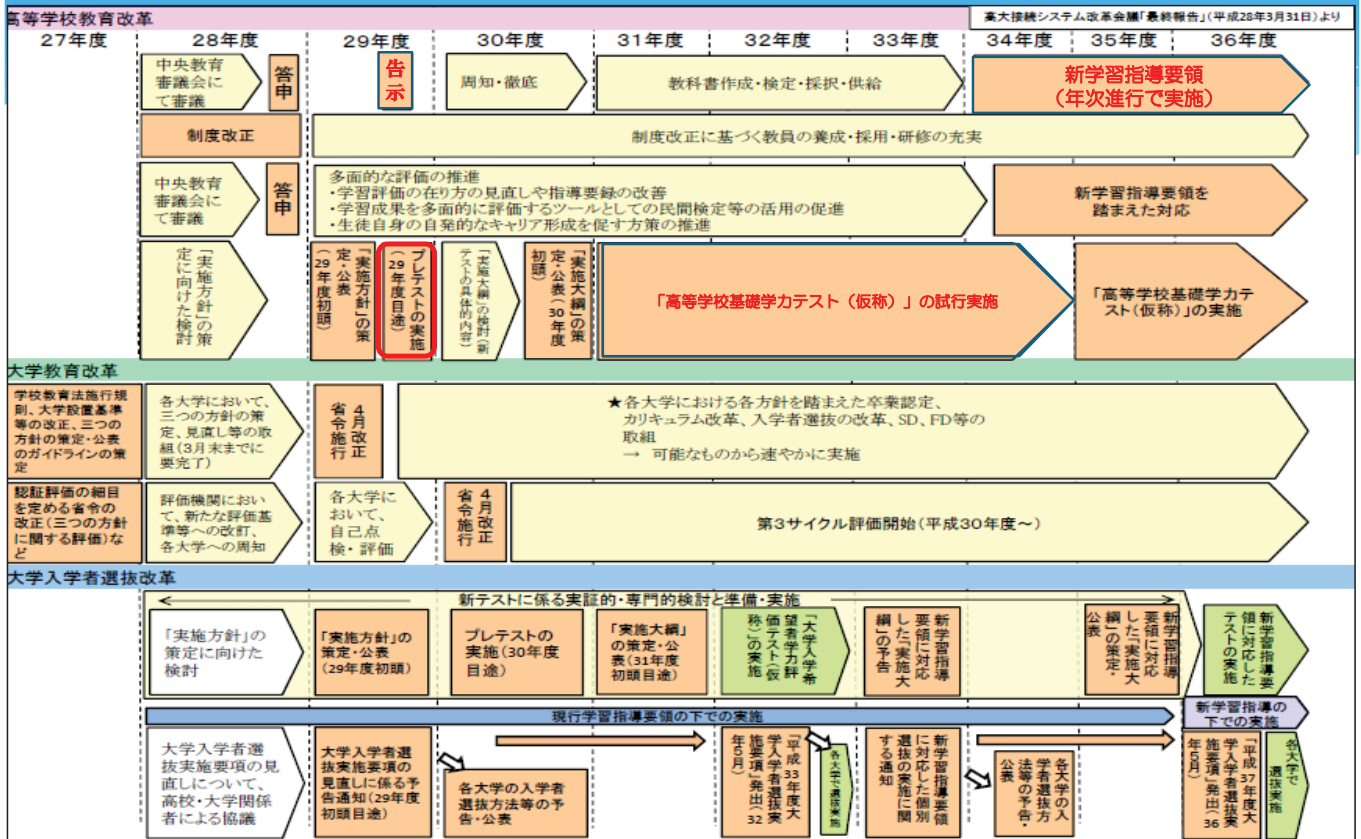 高等学校教育改革
高大接続システム改革会議「最終報告」(平成28年3月31日)より
27年度
28年度
29年度
30年度
31年度
32年度
33年度
34年度
35年度
36年度
中央教育
審議会に
て審議
答申
告示
周知・徹底
教科書作成・検定・採択・供給
新学習指導要領
(年次進行で実施)
制度改正
制度改正に基づく教員の養成・採用・研修の充実
中央教育
審議会に
て審議
答申
多面的な評価の推進
・学習評価の在り方の見直しや指導要録の改善
・学習成果を多面的に評価するツールとしての民間検定等の活用の促進
・生徒自身の自発的なキャリア形成を促す方策の推進
新学習指導要領を
踏まえた対応
「実施方針」の策
定に向けた検討
「実施方針」の策
定・公表
(29年度初頭)
プレテストの実施
(29年度目途)
「実施大綱」の検討(新
テストの具体的内容)
「実施大綱」の策
定・公表(30年度
初頭)
「高等学校基礎学力テスト(仮称)」の試行実施
「高等学校基礎学力テ
スト(仮称)」の実施
大学教育改革
学校教育法施行規
則、大学設置基準
等の改正、三つの
方針の策定・公表
のガイドラインの策
定
各大学において、
三つの方針の策
定、見直し等の取
組(3月末までに
要完了)
4月改正
省令施行
★各大学における各方針を踏まえた卒業認定、
カリキュラム改革、入学者選抜の改革、SD、FD等の
取組
→ 可能なものから速やかに実施
認証評価の細目
を定める省令の
改正(三つの方針
に関する評価)な
ど
評価機関におい
て、新たな評価基
準等への改訂、
各大学への周知
各大学に
おいて、
自己点
検・評価
4月改正
省令施行
第3サイクル評価開始(平成30年度～)
大学入学者選抜改革
新テストに係る実証的・専門的検討と準備・実施
「実施方針」の
策定に向けた
検討
「実施方針」の
策定・公表
(29年度初頭)
プレテストの
実施(30年度
目途)
「実施大綱」
の策定・公
表(31年度
初頭目途)
「大学入学希
望者学力評
価テスト(仮
称)」の実施
新学習指導
要領に対応
した「実施大
綱」の予告
新学習指導
要領に対応
した「実施大
綱」の策定・
公表
新学習指導要
領に対応した
テストの実施
現行学習指導要領の下での実施
新学習指導の
下での実施
大学入学者選
抜実施要項の見
直しについて、
高校・大学関係
者による協議
大学入学者選
抜実施要項の
見直しに係る予
告通知(29年度
初頭目途)
各大学の入学者
選抜方法等の予
告・公表
「平成33年度大
学入学者選抜実
施要項」発出(32
年5月)
各大学で選抜実施
新学習指導要領
に対応した個別
選抜の実施に関
する通知
各大学の入
学者選抜方
法等の予告・
公表
「平成37年度大
学入学者選抜実
施要項」発出(36
年5月)
各大学で
選抜実施